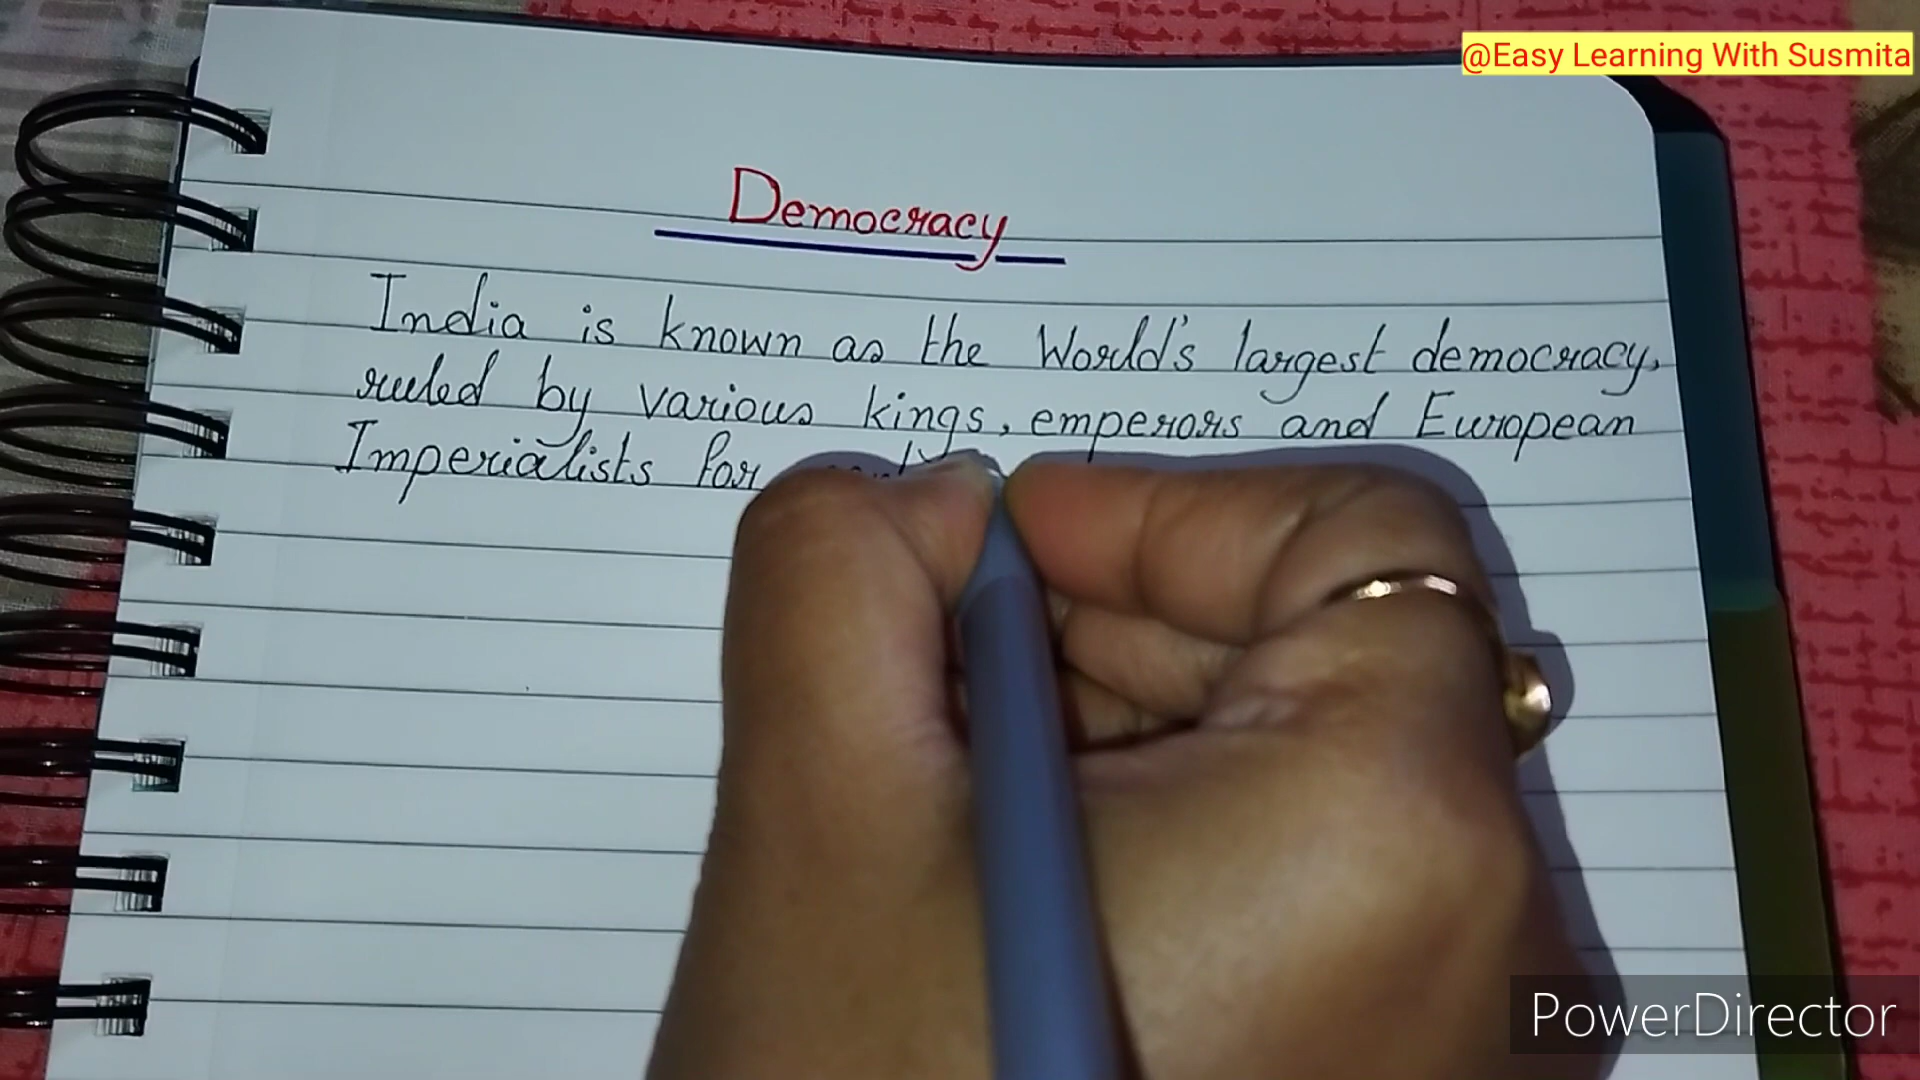 @Easy Learning With Susmita
Democracy
India is known as the World's largest democracy,
ruled by various kings, emperors and European
Imperialists for
PowerDirector